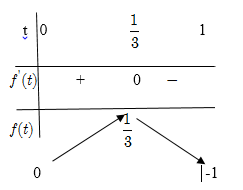 t 0 1/3 1
f'(t) + 0 −
f(t) 1/3
0 -1